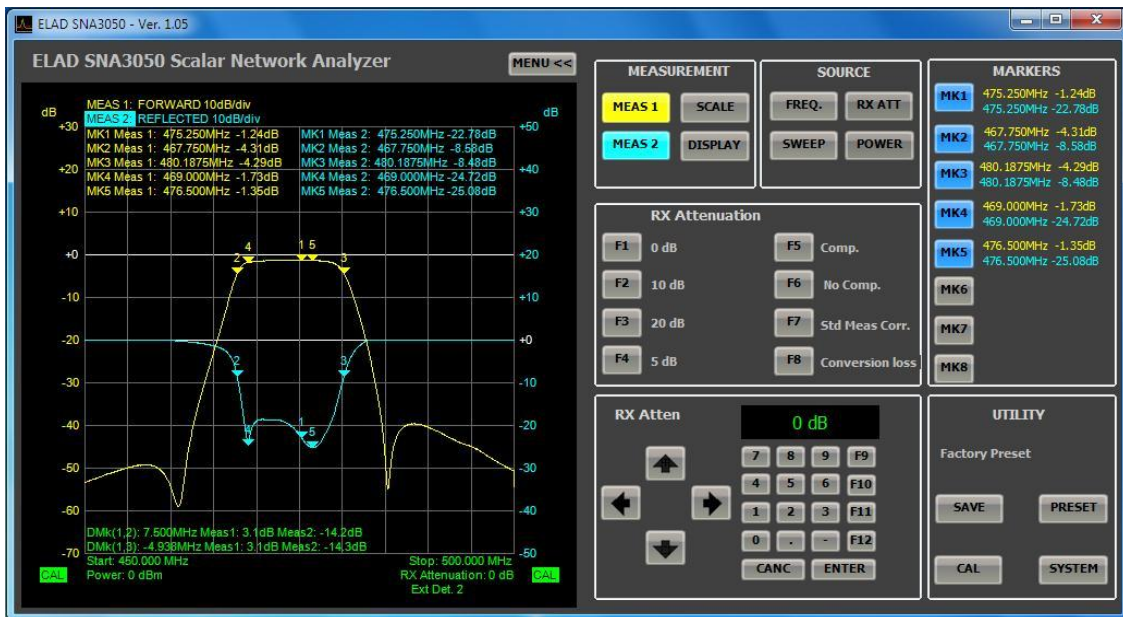 ELAD SNA3050 - Ver. 1.05
ELAD SNA3050 Scalar Network Analyzer
MENU <<
dB
MEAS 1: FORWARD 10dB/div
MEAS 2: REFLECTED 10dB/div
dB
MK1 Meas 1: 475.250MHz -1.24dB
MK1 Meas 2: 475.250MHz -22.78dB
MK2 Meas 1: 467.750MHz -4.31dB
MK2 Meas 2: 467.750MHz -8.58dB
MK3 Meas 1: 480.1875MHz -4.29dB
MK3 Meas 2: 480.1875MHz -8.48dB
MK4 Meas 1: 469.000MHz -1.73dB
MK4 Meas 2: 469.000MHz -24.72dB
MK5 Meas 1: 476.500MHz -1.35dB
MK5 Meas 2: 476.500MHz -25.08dB
+30
+20
+10
+0
-10
-20
-30
-40
-50
-60
-70
+50
+40
+30
+20
+10
+0
-10
-20
-30
-40
-50
4
1 5
2
3
2
3
4
1
5
DMk(1,2): 7.500MHz Meas1: 3.1dB Meas2: -14.2dB
DMk(1,3): -4.938MHz Meas1: 3.1dB Meas2: -14.3dB
Start: 450.000 MHz
Stop: 500.000 MHz
CAL
Power: 0 dBm
RX Attenuation: 0 dB
CAL
Ext Det. 2
MEASUREMENT
MEAS 1
SCALE
MEAS 2
DISPLAY
SOURCE
FREQ.
RX ATT
SWEEP
POWER
MARKERS
MK1
475.250MHz -1.24dB
475.250MHz -22.78dB
MK2
467.750MHz -4.31dB
467.750MHz -8.58dB
MK3
480.1875MHz -4.29dB
480.1875MHz -8.48dB
MK4
469.000MHz -1.73dB
469.000MHz -24.72dB
MK5
476.500MHz -1.35dB
476.500MHz -25.08dB
MK6
MK7
MK8
RX Attenuation
F1
0 dB
F5
Comp.
F2
10 dB
F6
No Comp.
F3
20 dB
F7
Std Meas Corr.
F4
5 dB
F8
Conversion loss
RX Atten
0 dB
7 8 9 F9
4 5 6 F10
1 2 3 F11
0 . - F12
CANC ENTER
UTILITY
Factory Preset
SAVE
PRESET
CAL
SYSTEM